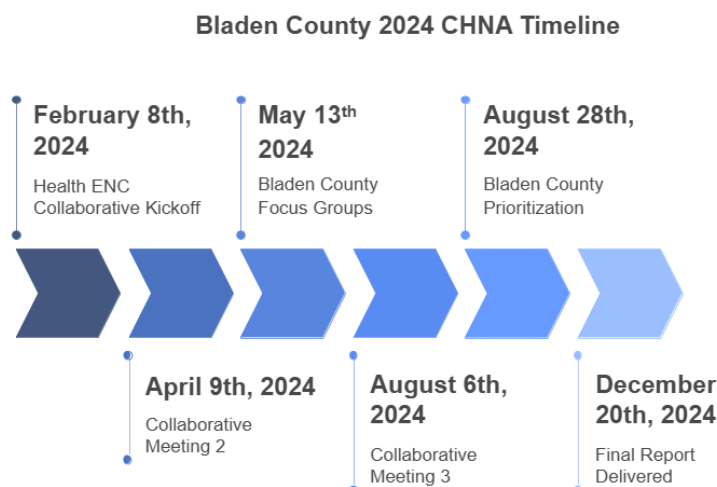 Bladen County 2024 CHNA Timeline
February 8th,
2024
Health ENC
Collaborative Kickoff
May 13th
2024
Bladen County
Focus Groups
August 28th,
2024
Bladen County
Prioritization
April 9th, 2024
Collaborative
Meeting 2
August 6th,
2024
Collaborative
Meeting 3
December
20th, 2024
Final Report
Delivered